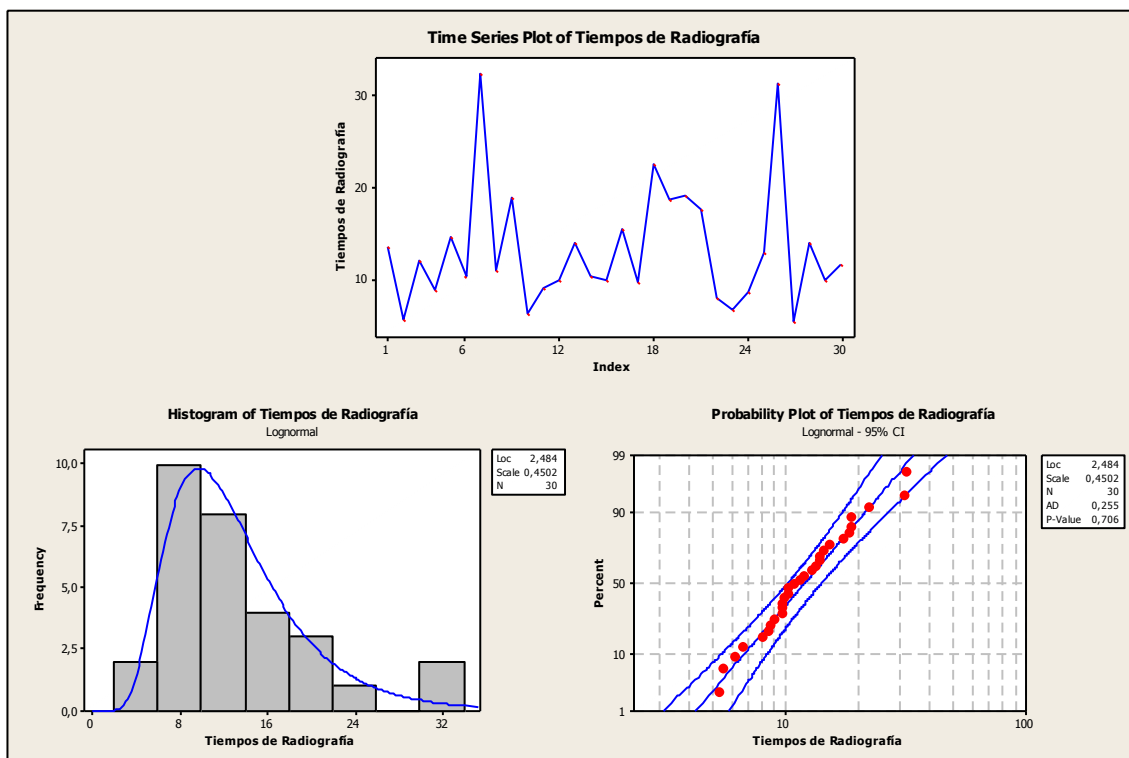 Time Series Plot of Tiempos de Radiografía
Tiempos de Radiografía
30
20
10
1 6 12 18 24 30
Index
Histogram of Tiempos de Radiografía
Lognormal
Frequency
10,0
7,5
5,0
2,5
0,0
0 8 16 24 32
Tiempos de Radiografía
Loc 2,484
Scale 0,4502
N 30
Probability Plot of Tiempos de Radiografía
Lognormal - 95% CI
Percent
99
90
50
10
1
10 100
Tiempos de Radiografía
Loc 2,484
Scale 0,4502
N 30
AD 0,255
P-Value 0,706